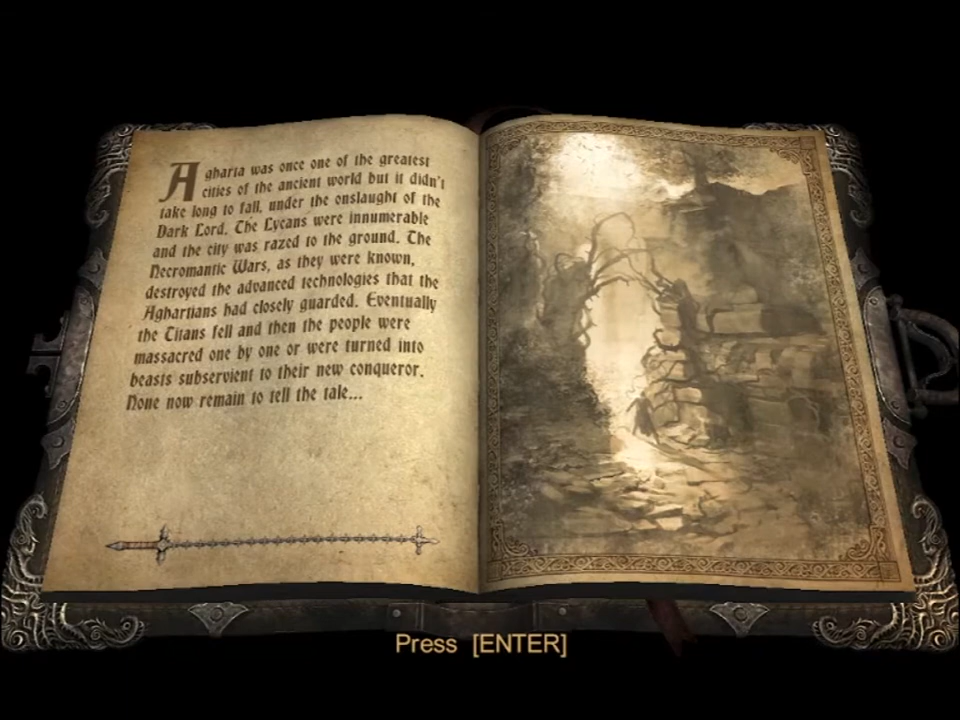 Agharta was once one of the greatest
cities of the ancient world but it didn't
take long to fall, under the onslaught of the
Dark Lord. The Lycans were innumerable
and the city was razed to the ground. The
Necromantic Wars, as they were known,
destroyed the advanced technologies that the
Aghartians had closely guarded. Eventually
the Titans fell and then the people were
massacred one by one or were turned into
beasts subservient to their new conqueror.
None now remain to tell the tale...
Press [ENTER]